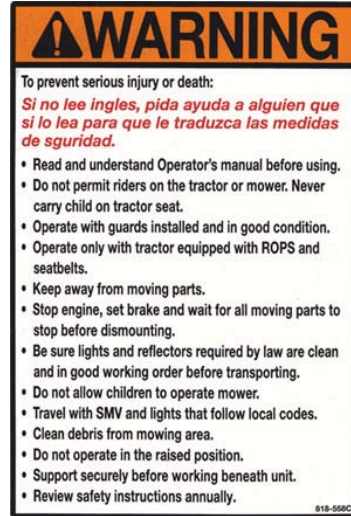 WARNING
To prevent serious injury or death:
Si no lee ingles, pida ayuda a alguien que
si lo lea para que le traduzca las medidas
de sguridad.
• Read and understand Operator's manual before using.
• Do not permit riders on the tractor or mower. Never
carry child on tractor seat.
• Operate with guards installed and in good condition.
• Operate only with tractor equipped with ROPS and
seatbelts.
• Keep away from moving parts.
• Stop engine, set brake and wait for all moving parts to
stop before dismounting.
• Be sure lights and reflectors required by law are clean
and in good working order before transporting.
• Do not allow children to operate mower.
• Travel with SMV and lights that follow local codes.
• Clean debris from mowing area.
• Do not operate in the raised position.
• Support securely before working beneath unit.
• Review safety instructions annually.
818-558C